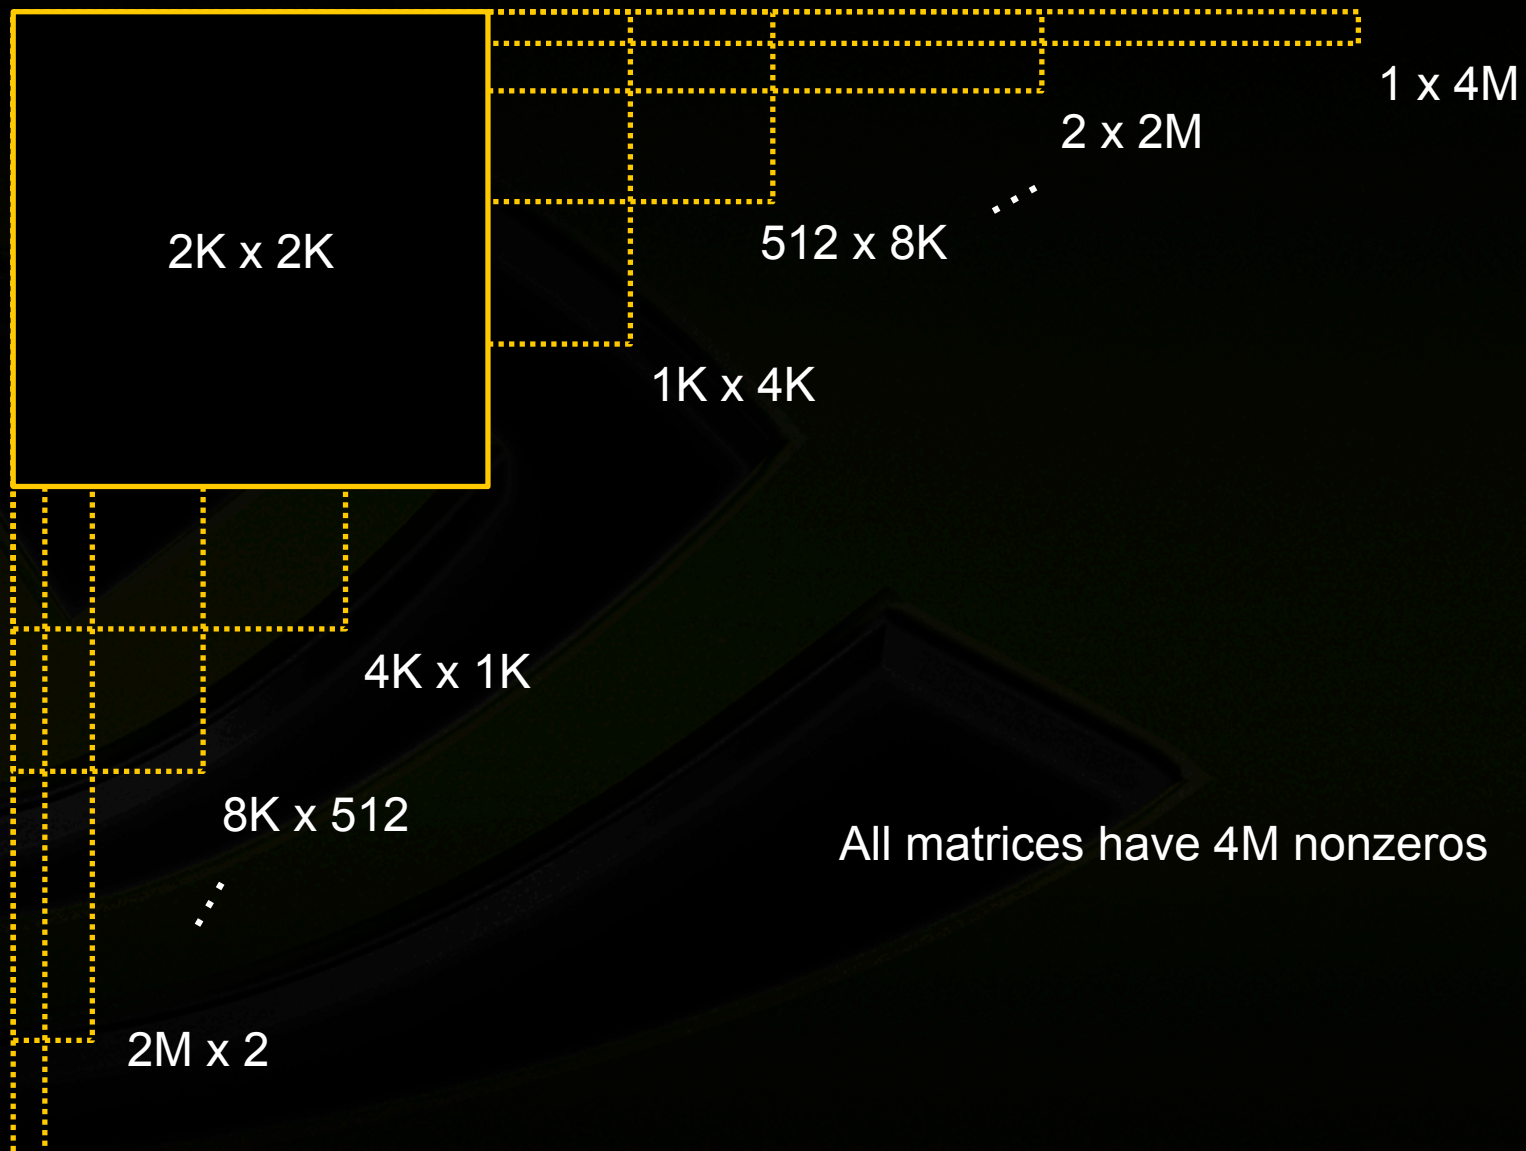 1 x 4M
2 x 2M
2K x 2K
512 x 8K
1K x 4K
4K x 1K
8K x 512
All matrices have 4M nonzeros
2M x 2